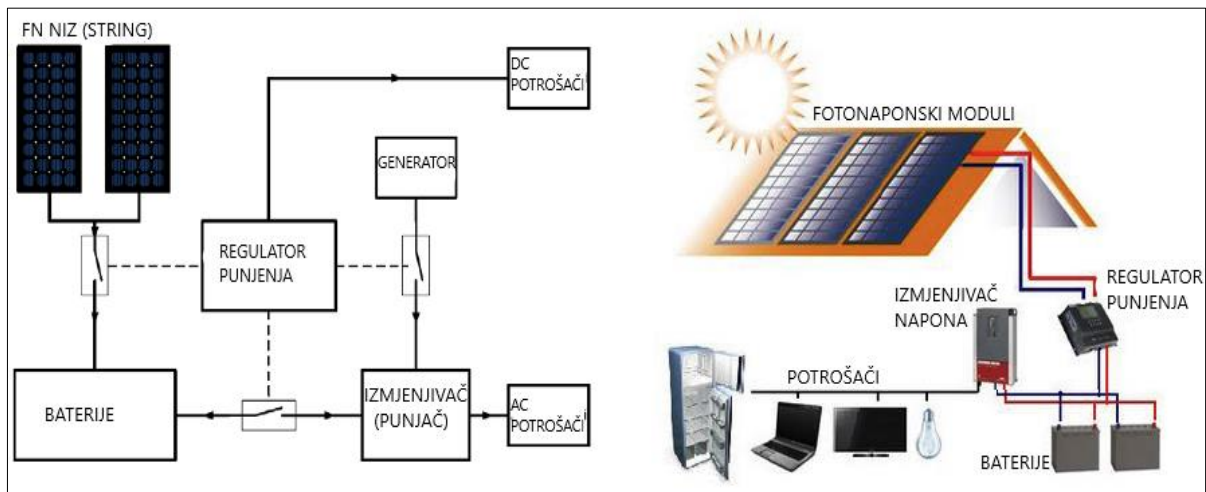 FN NIZ (STRING)
DC
POTROŠAČI
GENERATOR
REGULATOR
PUNJENJA
BATERIJE
IZMJENJIVAČ
(PUNJAČ)
AC
POTROŠAČI
FOTONAPONSKI MODULI
REGULATOR
PUNJENJA
IZMJENJIVAČ
NAPONA
POTROŠAČI
BATERIJE